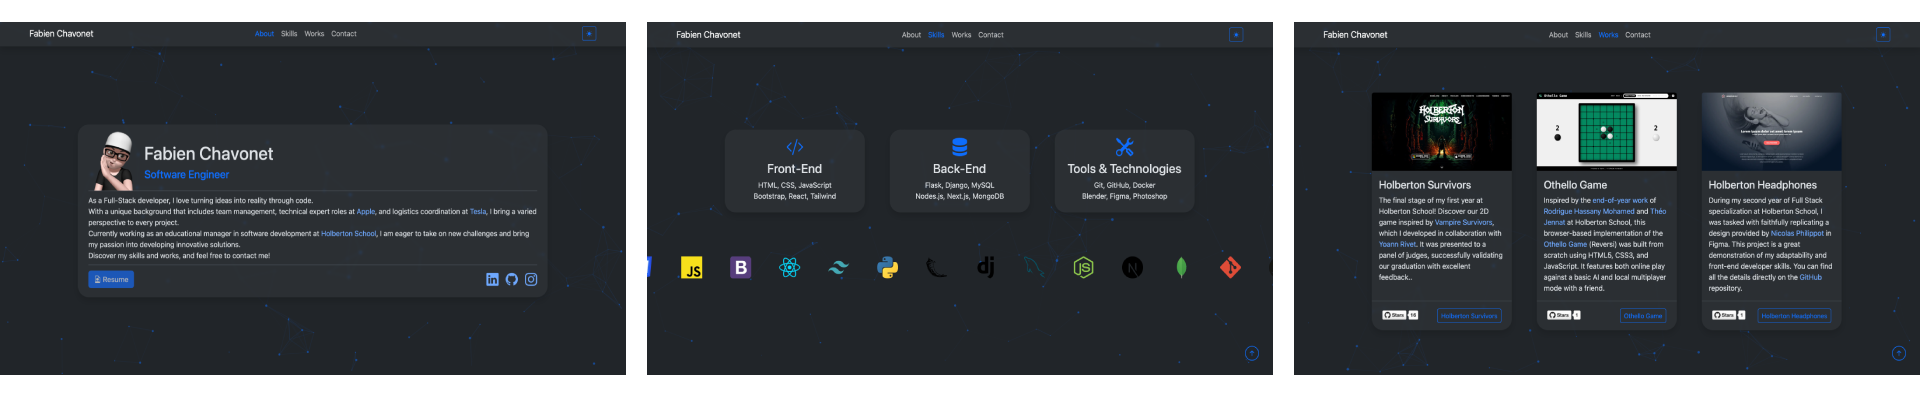 Fabien Chavonet
About Skills Works Contact
Fabien Chavonet
Software Engineer
As a Full-Stack developer, I love turning ideas into reality through code.
With a unique background that includes team management, technical expert roles at Apple, and logistics coordination at Tesla, I bring a varied
perspective to every project.
Currently working as an educational manager in software development at Holberton School, I am eager to take on new challenges and bring
my passion into developing innovative solutions.
Discover my skills and works, and feel free to contact me!
Resume
Fabien Chavonet
About Skills Works Contact
Front-End
HTML, CSS, JavaScript
Bootstrap, React, Tailwind
Back-End
Flask, Django, MySQL
Node.js, Next.js, MongoDB
Tools & Technologies
Git, GitHub, Docker
Blender, Figma, Photoshop
JS
B
dj
JS
N
Fabien Chavonet
About Skills Works Contact
HOLBERTON
SURVIVORS
Holberton Survivors
The final stage of my first year at
Holberton School! Discover our 2D
game inspired by Vampire Survivors,
which I developed in collaboration with
Yoann Rivet. It was presented to a
panel of judges, successfully validating
our graduation with excellent
feedback..
Stars 16
Holberton Survivors
Othello Game
2
2
Othello Game
Inspired by the end-of-year work of
Rodrigue Hassany Mohamed and Théo
Jennat at Holberton School, this
browser-based implementation of the
Othello Game (Reversi) was built from
scratch using HTML5, CSS3, and
JavaScript. It features both online play
against a basic AI and local multiplayer
mode with a friend.
Stars 1
Othello Game
Holberton Headphones
During my second year of Full Stack
specialization at Holberton School, I
was tasked with faithfully replicating a
design provided by Nicolas Philippot in
Figma. This project is a great
demonstration of my adaptability and
front-end developer skills. You can find
all the details directly on the GitHub
repository.
Stars 1
Holberton Headphones